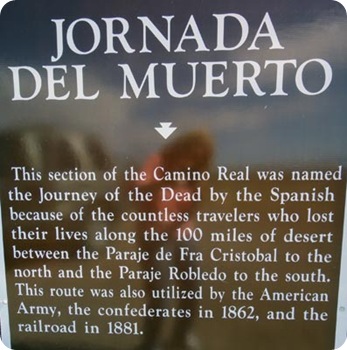 JORNADA
DEL MUERTO
This section of the Camino Real was named
the Journey of the Dead by the Spanish
because of the countless travelers who lost
their lives along the 100 miles of desert
between the Paraje de Fra Cristobal to the
north and the Paraje Robledo to the south.
This route was also utilized by the American
Army, the confederates in 1862, and the
railroad in 1881.